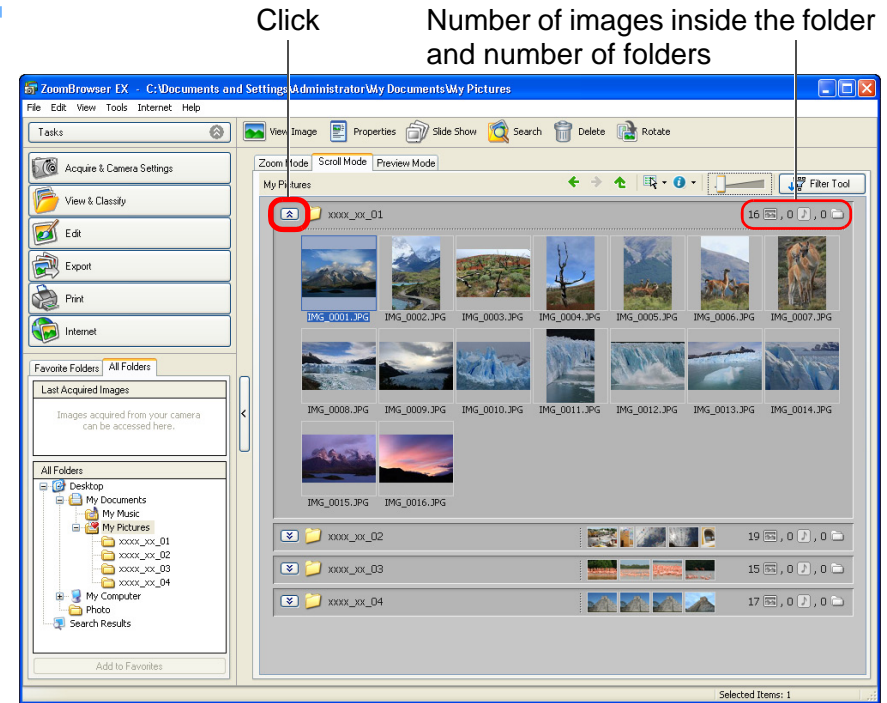 Click
Number of images inside the folder
and number of folders
ZoomBrowser EX - C:\Documents and Settings\Administrator\My Documents\My Pictures
File Edit View Tools Internet Help
Tasks
View Image Properties Slide Show Search Delete Rotate
Acquire & Camera Settings
View & Classify
Edit
Export
Print
Internet
Zoom Mode Scroll Mode Preview Mode
My Pictures
Filter Tool
xxxx_xx_01 16 , 0 , 0
IMG_0001.JPG IMG_0002.JPG IMG_0003.JPG IMG_0004.JPG IMG_0005.JPG IMG_0006.JPG IMG_0007.JPG
IMG_0008.JPG IMG_0009.JPG IMG_0010.JPG IMG_0011.JPG IMG_0012.JPG IMG_0013.JPG IMG_0014.JPG
IMG_0015.JPG IMG_0016.JPG
xxxx_xx_02 19 , 0 , 0
xxxx_xx_03 15 , 0 , 0
xxxx_xx_04 17 , 0 , 0
Favorite Folders All Folders
Last Acquired Images
Images acquired from your camera
can be accessed here.
All Folders
Desktop
My Documents
My Music
My Pictures
xxxx_xx_01
xxxx_xx_02
xxxx_xx_03
xxxx_xx_04
My Computer
Photo
Search Results
Add to Favorites
Selected Items: 1